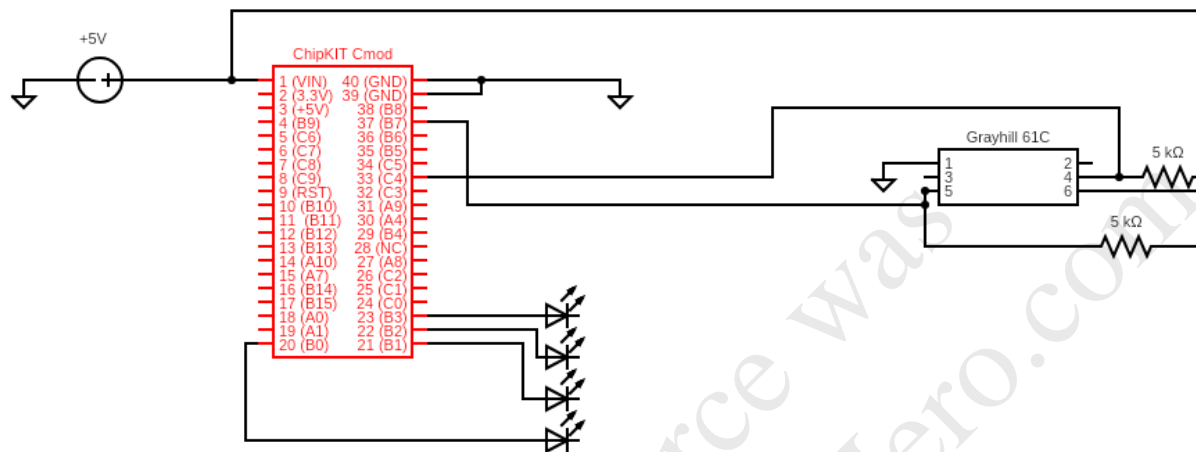 +5V
ChipKIT Cmod
1 (VIN) 40 (GND)
2 (3.3V) 39 (GND)
3 (+5V) 38 (B8)
4 (B9) 37 (B7)
5 (C6) 36 (B6)
6 (C7) 35 (B5)
7 (C8) 34 (C5)
8 (C9) 33 (C4)
9 (RST) 32 (C3)
10 (B10) 31 (A9)
11 (B11) 30 (A4)
12 (B12) 29 (B4)
13 (B13) 28 (NC)
14 (A10) 27 (A8)
15 (A7) 26 (C2)
16 (B14) 25 (C1)
17 (B15) 24 (C0)
18 (A0) 23 (B3)
19 (A1) 22 (B2)
20 (B0) 21 (B1)
Grayhill 61C
1 2
3 4
5 6
5 kΩ
5 kΩ
rce was
Hero.com